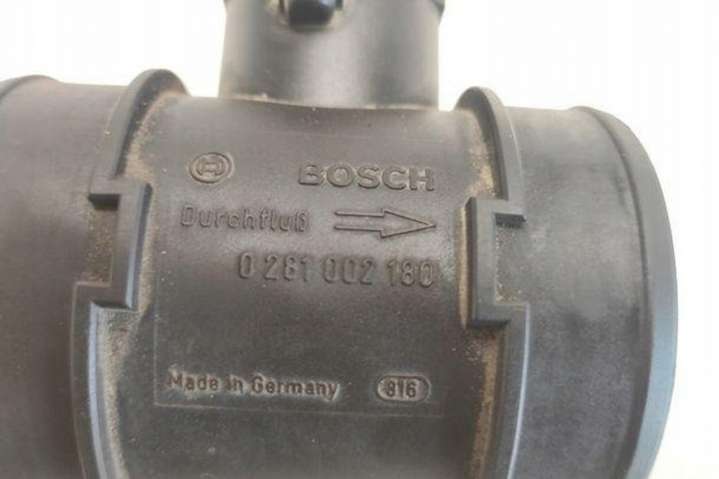 BOSCH
Durchfluß
0 281 002 180
Made in Germany 816